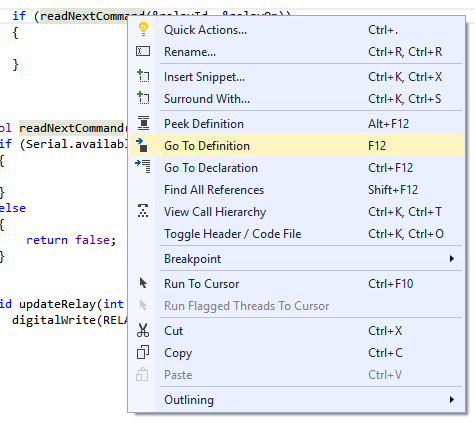 if (readNextCommand(&relayId, &relayOn))
{
}
ol readNextCommand(
if (Serial.availab
{
}
else
{
return false;
}
id updateRelay(int
digitalWrite(RELA
Quick Actions... Ctrl+.
Rename... Ctrl+R, Ctrl+R
Insert Snippet... Ctrl+K, Ctrl+X
Surround With... Ctrl+K, Ctrl+S
Peek Definition Alt+F12
Go To Definition F12
Go To Declaration Ctrl+F12
Find All References Shift+F12
View Call Hierarchy Ctrl+K, Ctrl+T
Toggle Header / Code File Ctrl+K, Ctrl+O
Breakpoint
Run To Cursor Ctrl+F10
Run Flagged Threads To Cursor
Cut Ctrl+X
Copy Ctrl+C
Paste Ctrl+V
Outlining